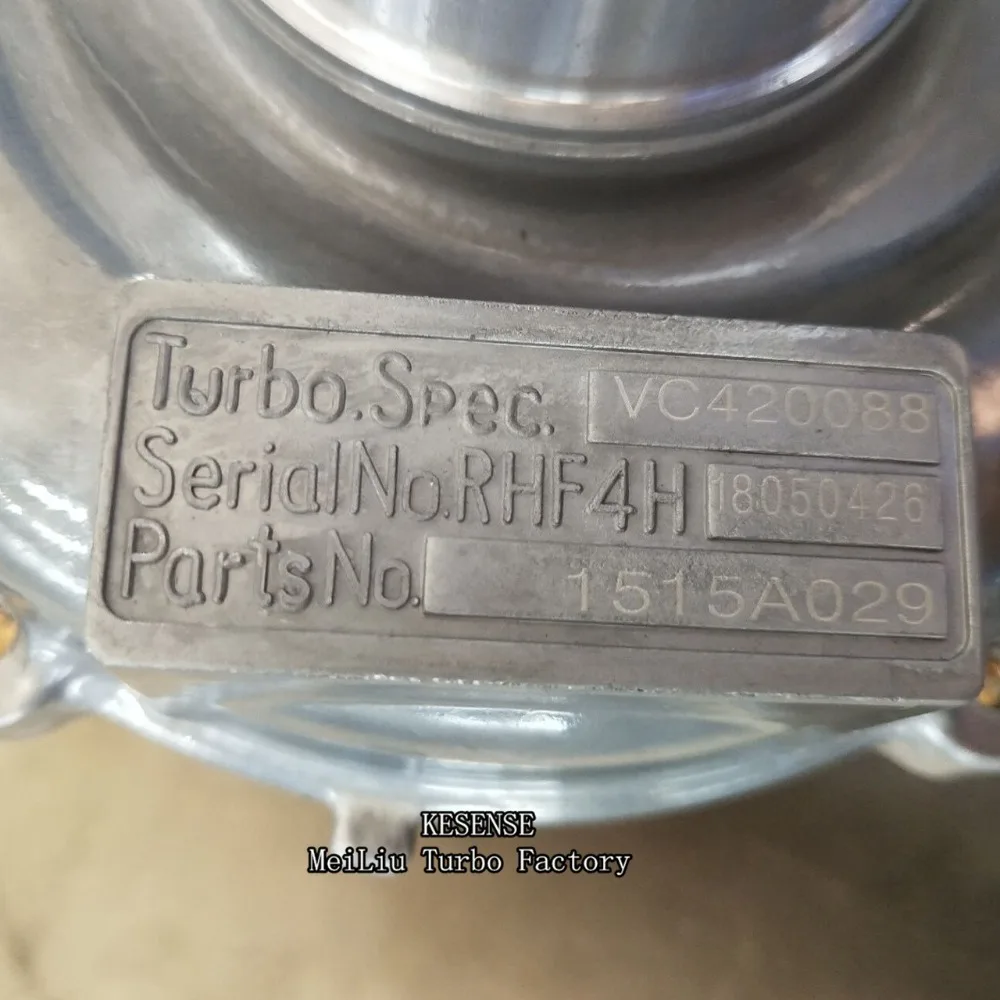 Turbo.Spec. VC420088
SerialNo.RHF4H 18050426
PartsNo. 1515A029
KESENSE
MeiLiu Turbo Factory